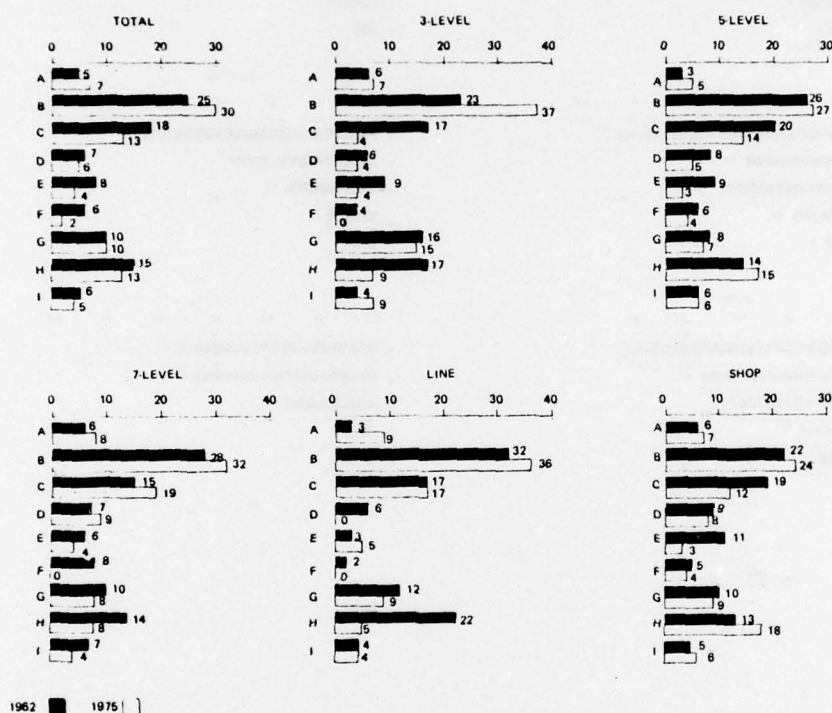 TOTAL
0 10 20 30
A 5
7
B 25
30
C 18
13
D 7
6
E 8
4
F 6
2
G 10
10
H 15
13
I 6
5
3-LEVEL
0 10 20 30 40
A 6
7
B 23
37
C 17
4
D 6
4
E 9
4
F 4
0
G 16
15
H 17
9
I 4
9
5-LEVEL
0 10 20 30
A 3
5
B 26
27
C 20
14
D 8
5
E 9
3
F 6
4
G 8
7
H 14
15
I 6
6
7-LEVEL
0 10 20 30 40
A 6
8
B 28
32
C 15
19
D 7
9
E 6
4
F 8
0
G 10
8
H 14
8
I 7
4
LINE
0 10 20 30 40
A 3
9
B 32
36
C 17
17
D 6
0
E 3
5
F 2
0
G 12
9
H 22
5
I 4
4
SHOP
0 10 20 30
A 6
7
B 22
24
C 19
12
D 9
8
E 11
3
F 5
4
G 10
9
H 13
18
I 5
6
1962 1975